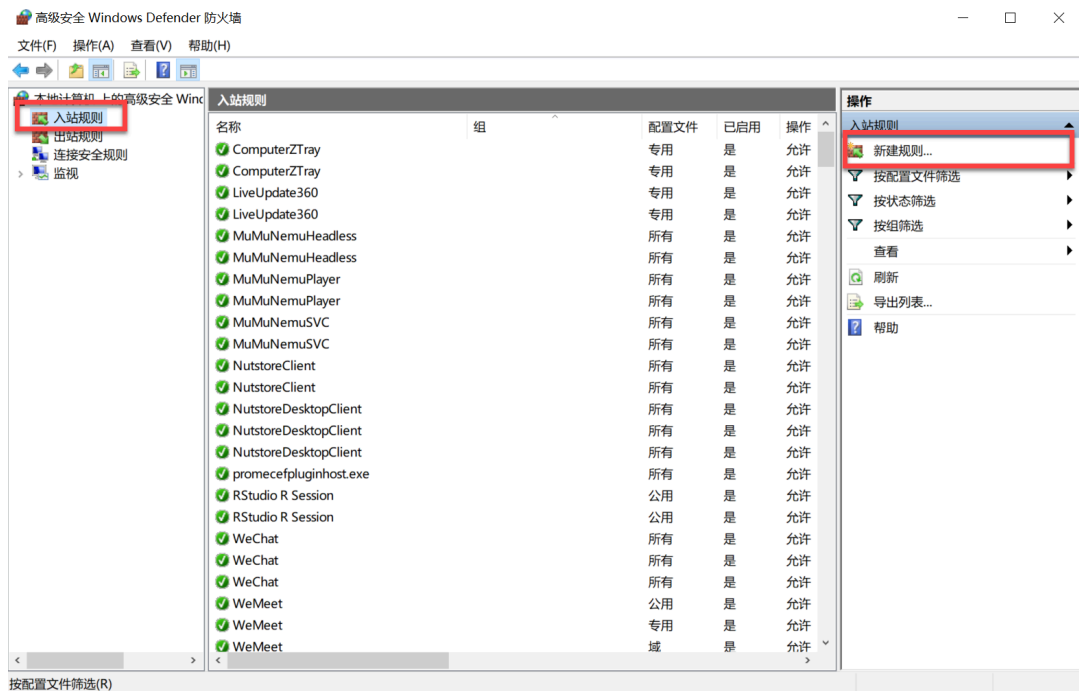 高级安全 Windows Defender 防火墙
文件(F) 操作(A) 查看(V) 帮助(H)
本地计算机 上的高级安全 Wind
入站规则
出站规则
连接安全规则
监视
入站规则
名称 组 配置文件 已启用 操作
ComputerZTray 专用 是 允许
ComputerZTray 专用 是 允许
LiveUpdate360 专用 是 允许
LiveUpdate360 专用 是 允许
MuMuNemuHeadless 所有 是 允许
MuMuNemuHeadless 所有 是 允许
MuMuNemuPlayer 所有 是 允许
MuMuNemuPlayer 所有 是 允许
MuMuNemuSVC 所有 是 允许
MuMuNemuSVC 所有 是 允许
NutstoreClient 所有 是 允许
NutstoreClient 所有 是 允许
NutstoreDesktopClient 所有 是 允许
NutstoreDesktopClient 所有 是 允许
NutstoreDesktopClient 所有 是 允许
promecefpluginhost.exe 所有 是 允许
RStudio R Session 公用 是 允许
RStudio R Session 公用 是 允许
WeChat 所有 是 允许
WeChat 所有 是 允许
WeChat 所有 是 允许
WeMeet 公用 是 允许
WeMeet 专用 是 允许
WeMeet 域 是 允许
操作
入站规则
新建规则...
按配置文件筛选
按状态筛选
按组筛选
查看
刷新
导出列表...
帮助
按配置文件筛选(R)